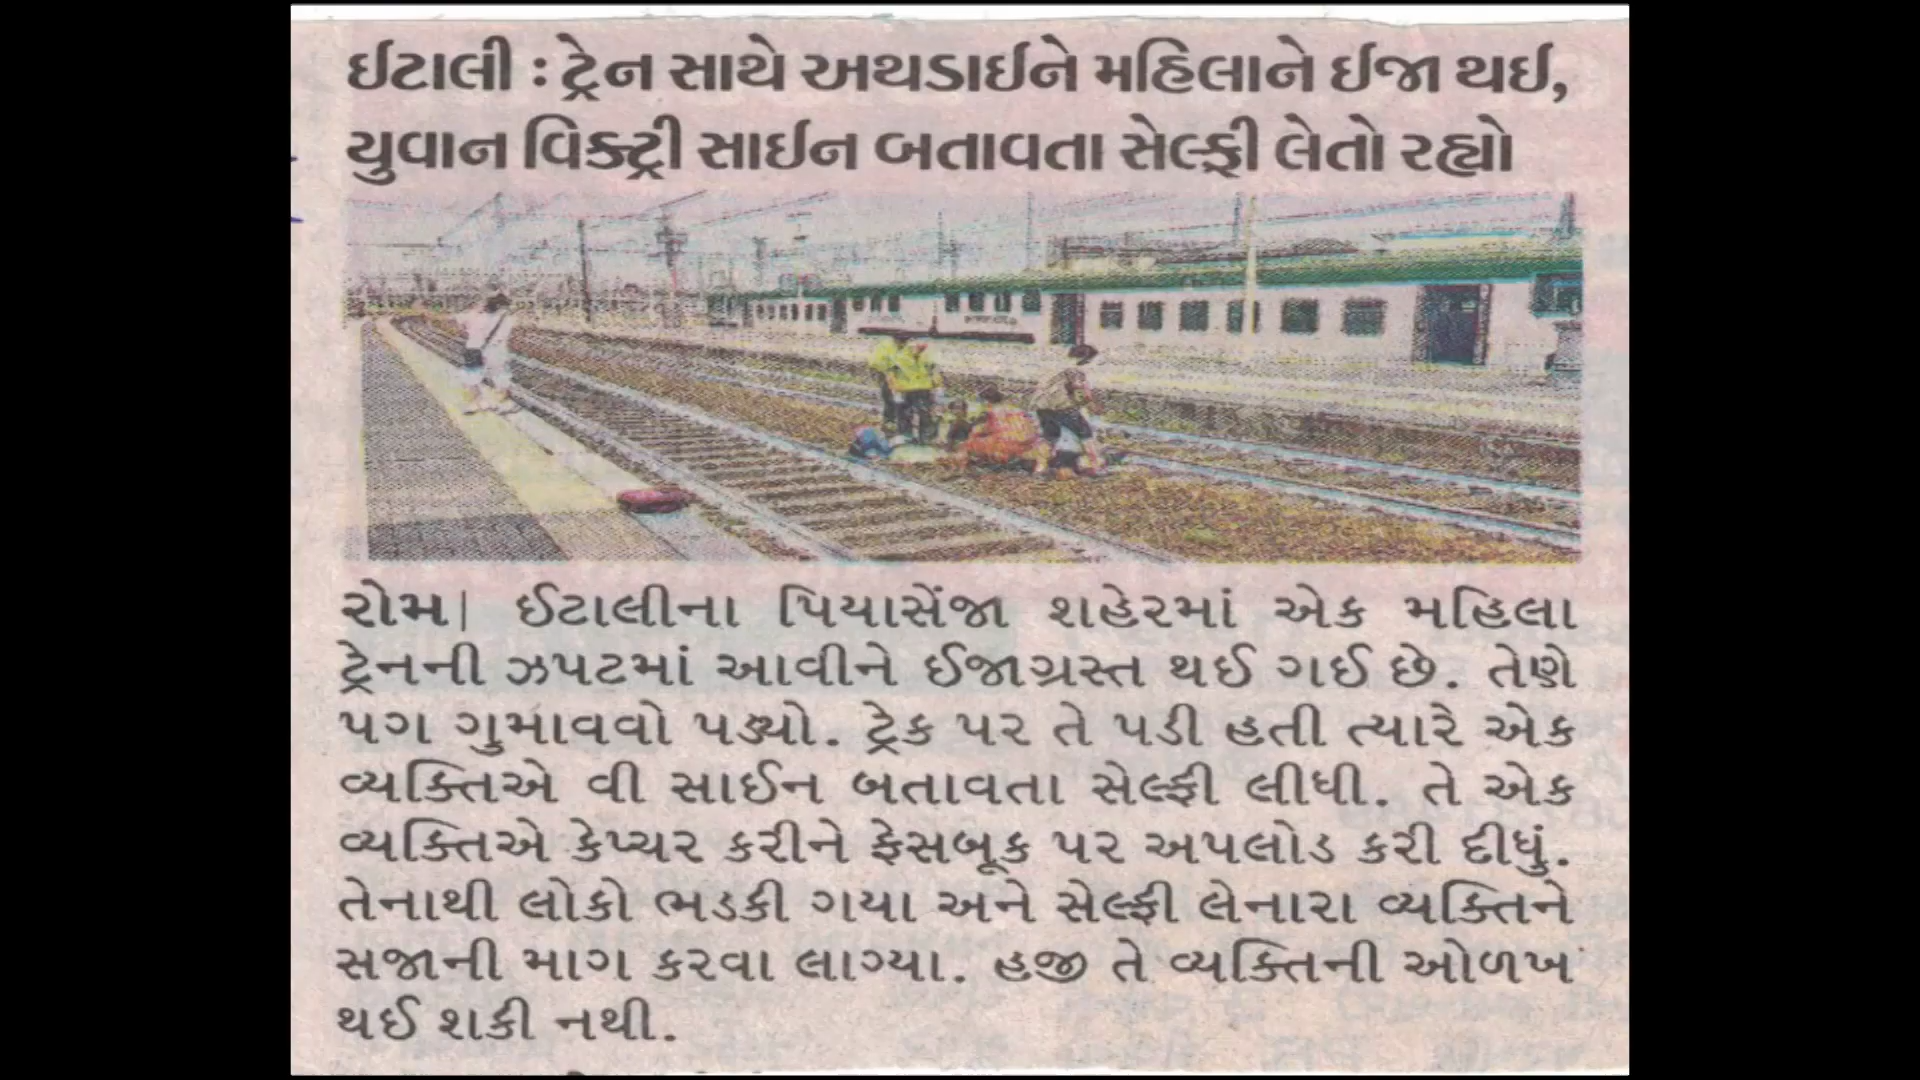 ઈટાલી : ટ્રેન સાથે અથડાઈને મહિલાને ઈજા થઈ,
યુવાન વિક્ટ્રી સાઈન બતાવતા સેલ્ફી લેતો રહ્યો
રોમ| ઈટાલીના પિયાસેંજા શહેરમાં એક મહિલા
ટ્રેનની ઝપટમાં આવીને ઈજાગ્રસ્ત થઈ ગઈ છે. તેણે
પગ ગુમાવવો પડ્યો. ટ્રેક પર તે પડી હતી ત્યારે એક
વ્યક્તિએ વી સાઈન બતાવતા સેલ્ફી લીધી. તે એક
વ્યક્તિએ કેપ્ચર કરીને ફેસબૂક પર અપલોડ કરી દીધું.
તેનાથી લોકો ભડકી ગયા અને સેલ્ફી લેનારા વ્યક્તિને
સજાની માગ કરવા લાગ્યા. હજી તે વ્યક્તિની ઓળખ
થઈ શકી નથી.